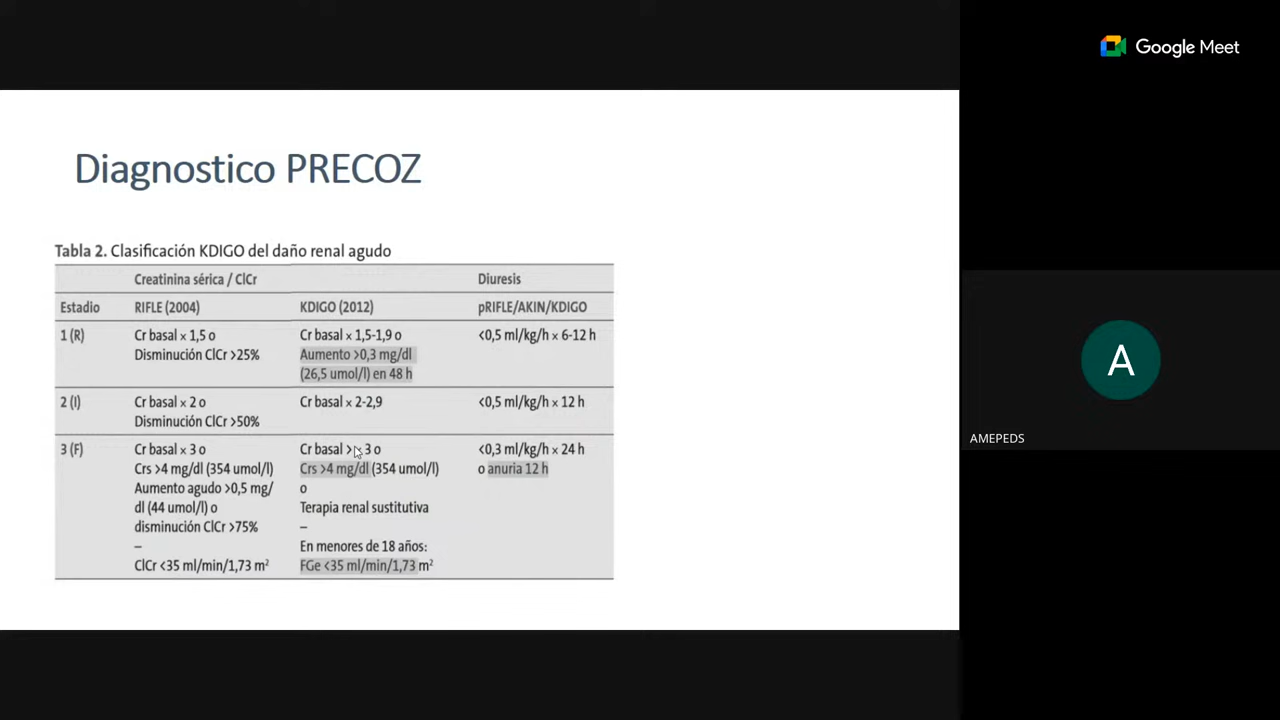 Google Meet
Diagnostico PRECOZ
Tabla 2. Clasificación KDIGO del daño renal agudo
Creatinina sérica / ClCr
Diuresis
Estadio
RIFLE (2004)
KDIGO (2012)
pRIFLE/AKIN/KDIGO
1 (R)
Cr basal × 1,5 o
Disminución ClCr >25%
Cr basal × 1,5-1,9 o
Aumento >0,3 mg/dl
(26,5 umol/l) en 48 h
<0,5 ml/kg/h × 6-12 h
2 (I)
Cr basal × 2 o
Disminución ClCr >50%
Cr basal × 2-2,9
<0,5 ml/kg/h × 12 h
3 (F)
Cr basal × 3 o
Crs >4 mg/dl (354 umol/l)
Aumento agudo >0,5 mg/
dl (44 umol/l) o
disminución ClCr >75%
–
ClCr <35 ml/min/1,73 m²
Cr basal > 3 o
Crs >4 mg/dl (354 umol/l)
o
Terapia renal sustitutiva
–
En menores de 18 años:
FGe <35 ml/min/1,73 m²
<0,3 ml/kg/h × 24 h
o anuria 12 h
A
AMEPEDS